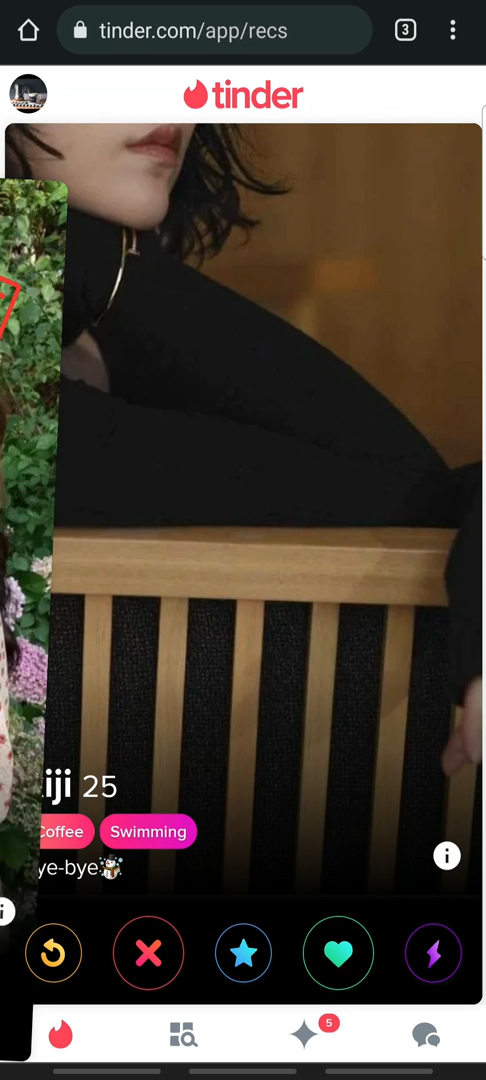 tinder.com/app/recs
3
tinder
iji 25
Coffee
Swimming
ye-bye⛄
5